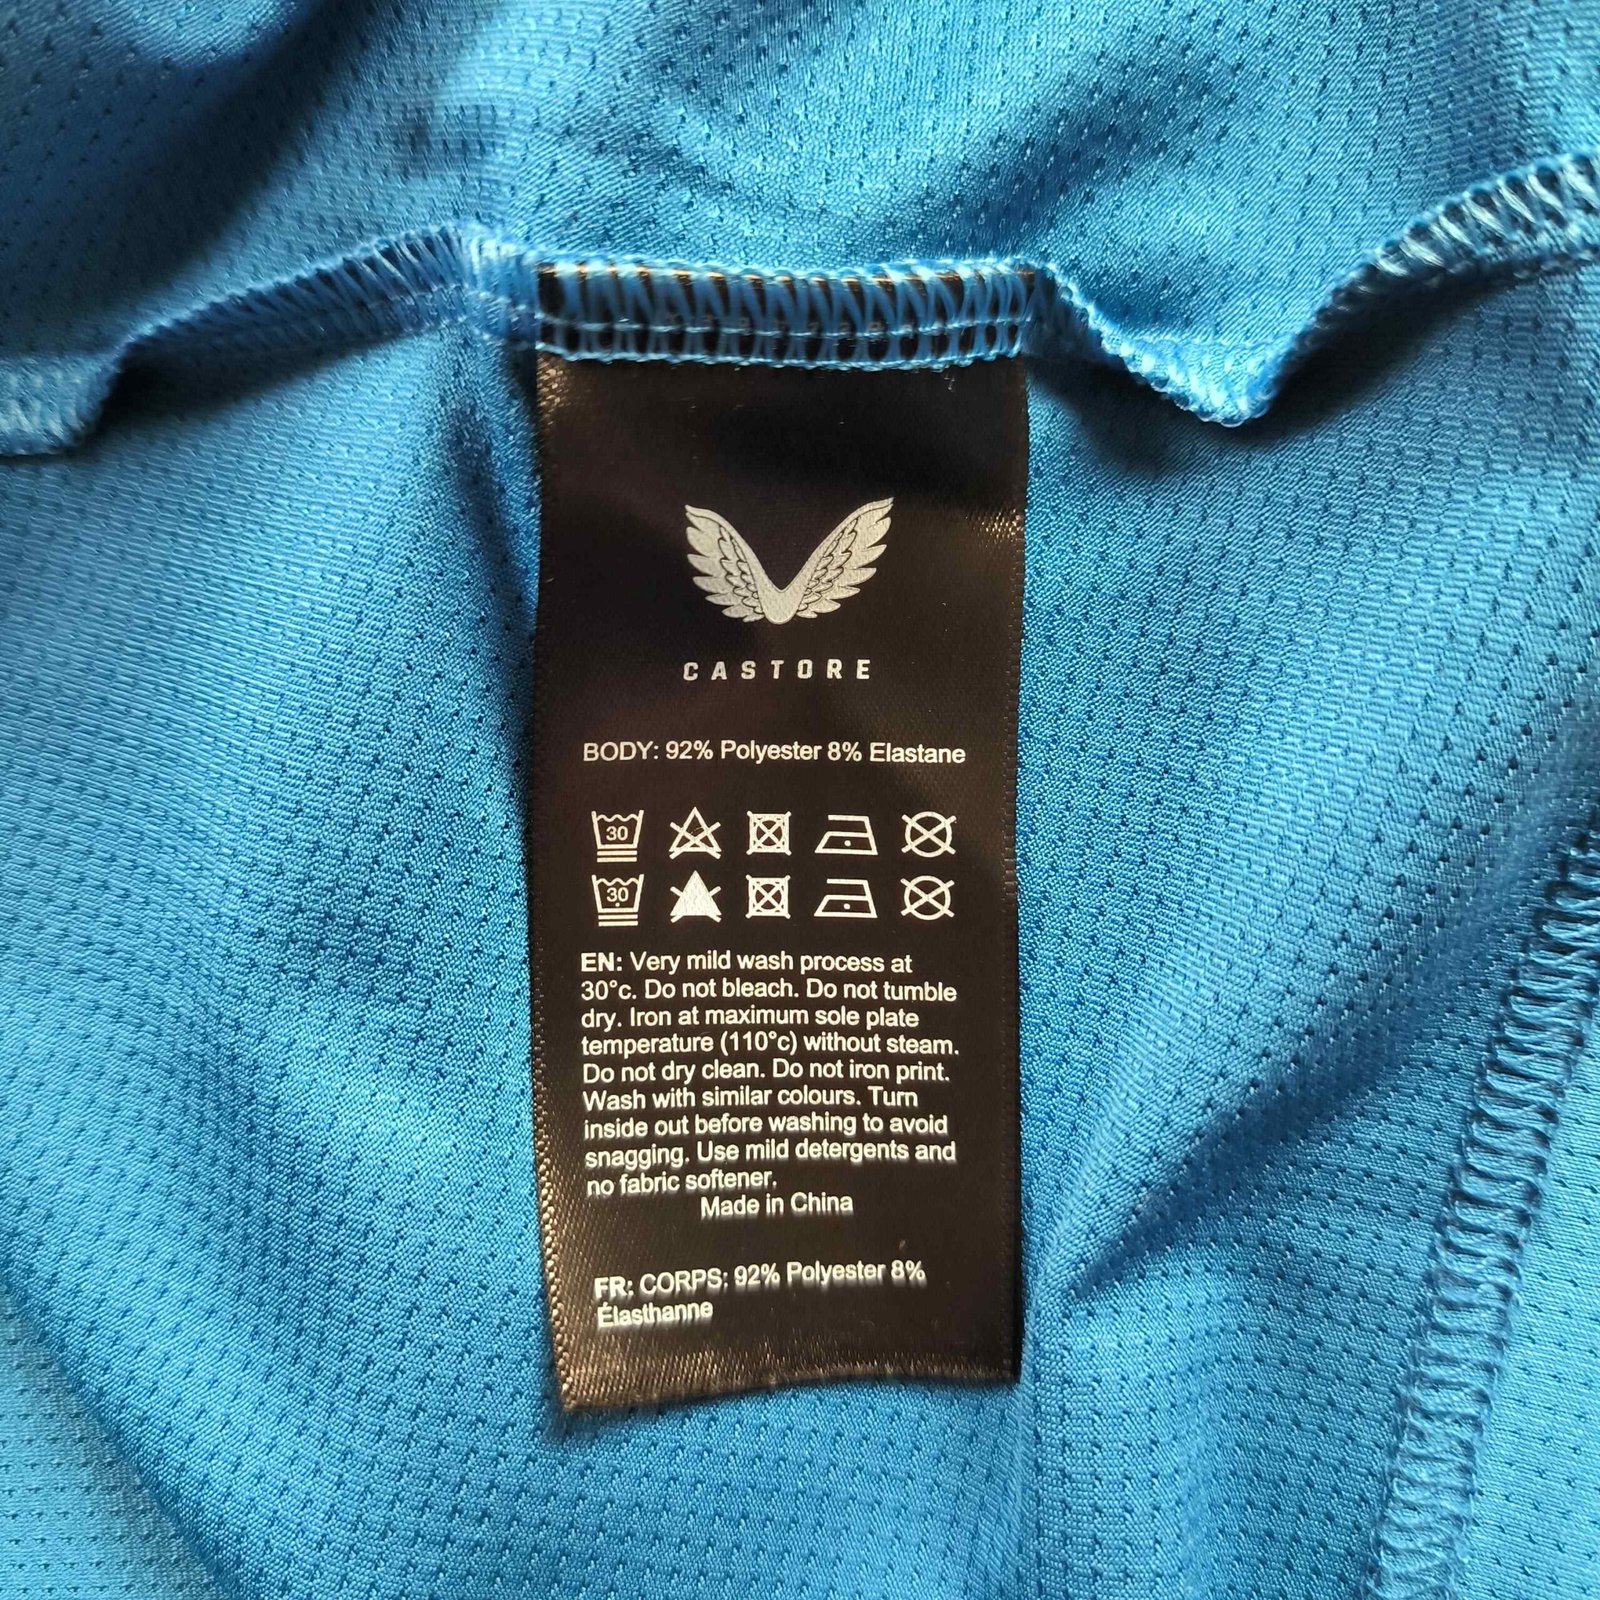 CASTORE
BODY: 92% Polyester 8% Elastane
30
30
EN: Very mild wash process at
30°c. Do not bleach. Do not tumble
dry. Iron at maximum sole plate
temperature (110°c) without steam.
Do not dry clean. Do not iron print.
Wash with similar colours. Turn
inside out before washing to avoid
snagging. Use mild detergents and
no fabric softener.
Made in China
FR: CORPS: 92% Polyester 8%
Élasthanne